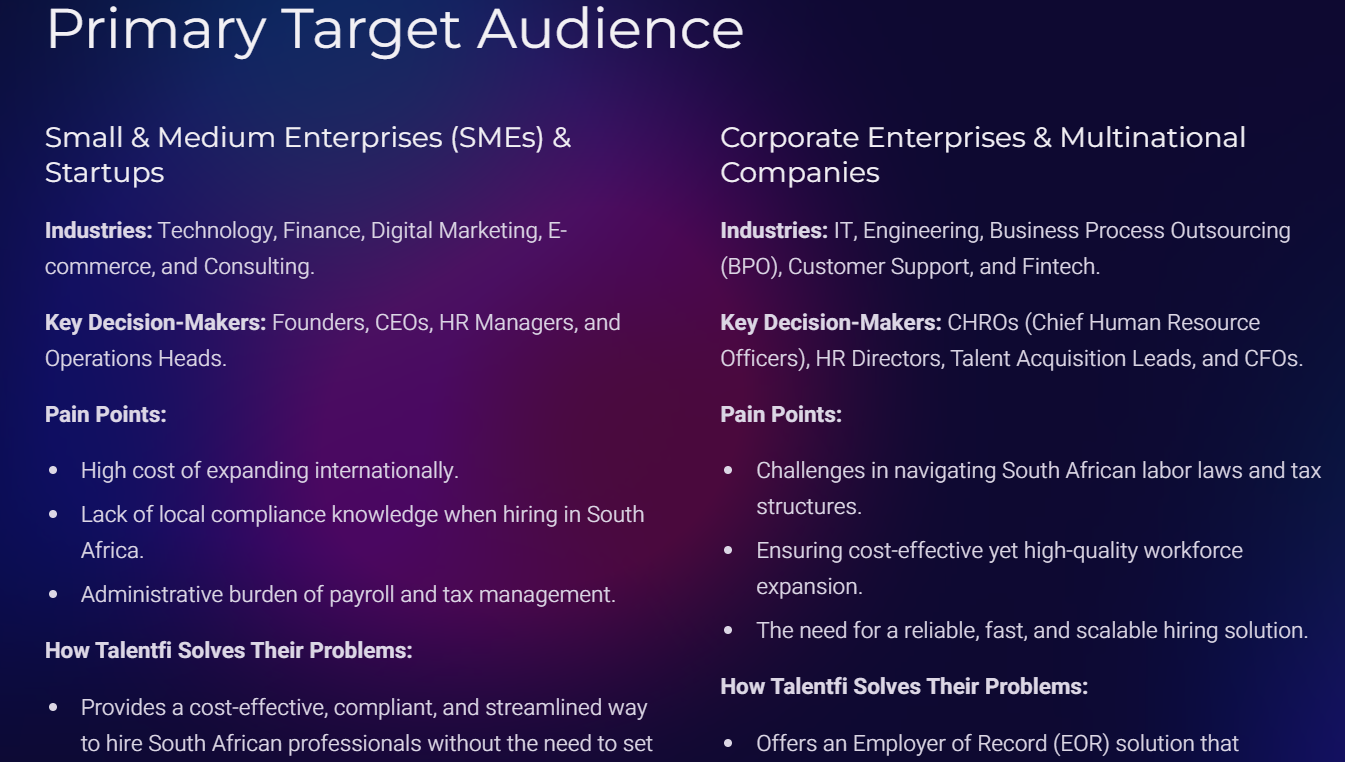 Primary Target Audience
Small & Medium Enterprises (SMEs) &
Startups
Industries: Technology, Finance, Digital Marketing, E-
commerce, and Consulting.
Key Decision-Makers: Founders, CEOs, HR Managers, and
Operations Heads.
Pain Points:
• High cost of expanding internationally.
• Lack of local compliance knowledge when hiring in South
Africa.
• Administrative burden of payroll and tax management.
How Talentfi Solves Their Problems:
• Provides a cost-effective, compliant, and streamlined way
to hire South African professionals without the need to set
Corporate Enterprises & Multinational
Companies
Industries: IT, Engineering, Business Process Outsourcing
(BPO), Customer Support, and Fintech.
Key Decision-Makers: CHROs (Chief Human Resource
Officers), HR Directors, Talent Acquisition Leads, and CFOs.
Pain Points:
• Challenges in navigating South African labor laws and tax
structures.
• Ensuring cost-effective yet high-quality workforce
expansion.
• The need for a reliable, fast, and scalable hiring solution.
How Talentfi Solves Their Problems:
• Offers an Employer of Record (EOR) solution that